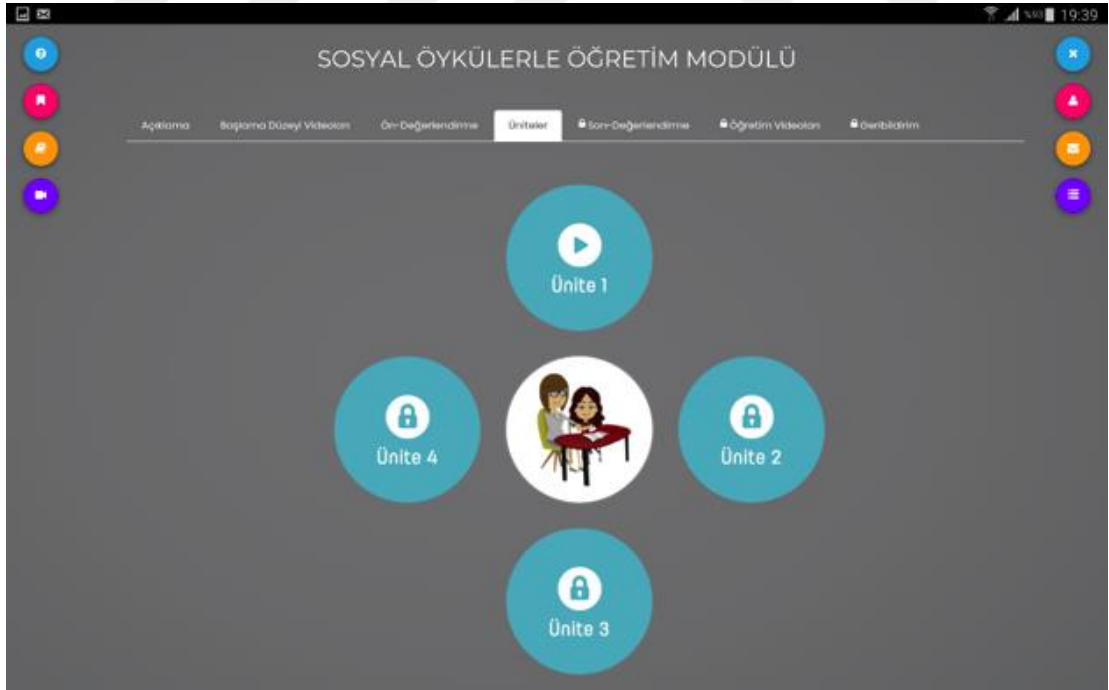 %93 19:39
SOSYAL ÖYKÜLERLE ÖĞRETİM MODÜLÜ
Açıklama Başlama Düzeyi Videoları Ön-Değerlendirme Üniteler Son-Değerlendirme Öğretim Videoları Geribildirim
Ünite 1
Ünite 4
Ünite 2
Ünite 3